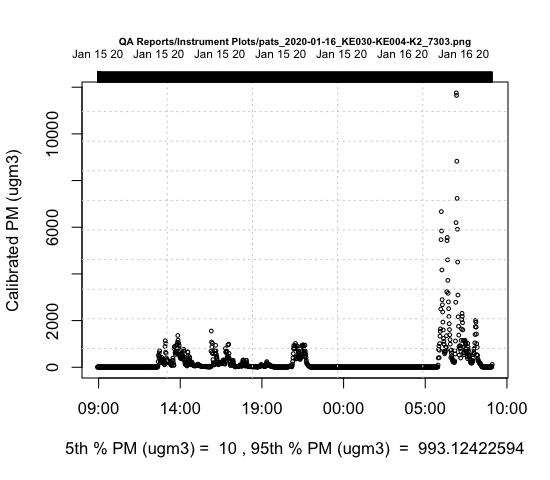 QA Reports/Instrument Plots/pats_2020-01-16_KE030-KE004-K2_7303.png
Jan 15 20 Jan 15 20 Jan 15 20 Jan 15 20 Jan 15 20 Jan 16 20 Jan 16 20
Calibrated PM (ugm3)
10000
6000
2000
0
09:00 14:00 19:00 00:00 05:00 10:00
5th % PM (ugm3) = 10 , 95th % PM (ugm3) = 993.12422594